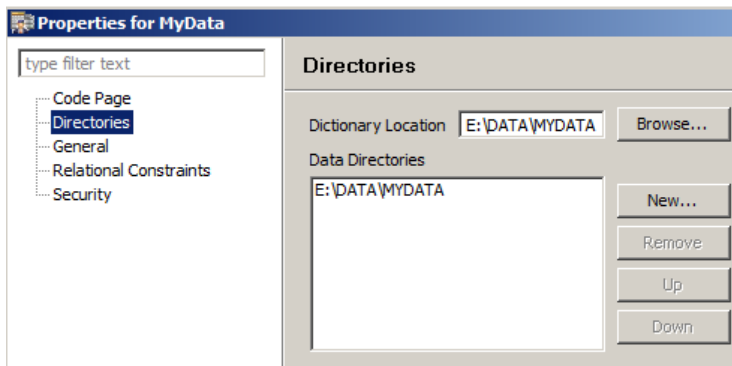 Properties for MyData
type filter text
Code Page
Directories
General
Relational Constraints
Security
Directories
Dictionary Location E:\DATA\MYDATA Browse...
Data Directories
E:\DATA\MYDATA
New...
Remove
Up
Down